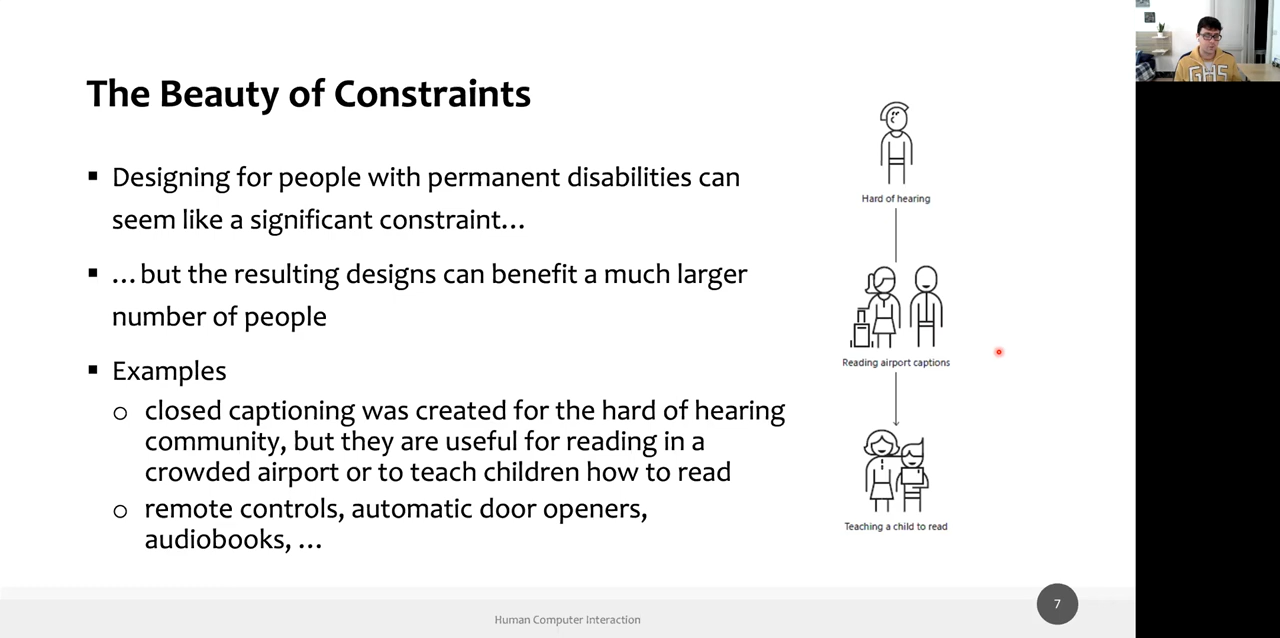 The Beauty of Constraints
▪ Designing for people with permanent disabilities can
seem like a significant constraint…
▪ …but the resulting designs can benefit a much larger
number of people
▪ Examples
o closed captioning was created for the hard of hearing
community, but they are useful for reading in a
crowded airport or to teach children how to read
o remote controls, automatic door openers,
audiobooks, …
Hard of hearing
Reading airport captions
Teaching a child to read
Human Computer Interaction
7
GHS